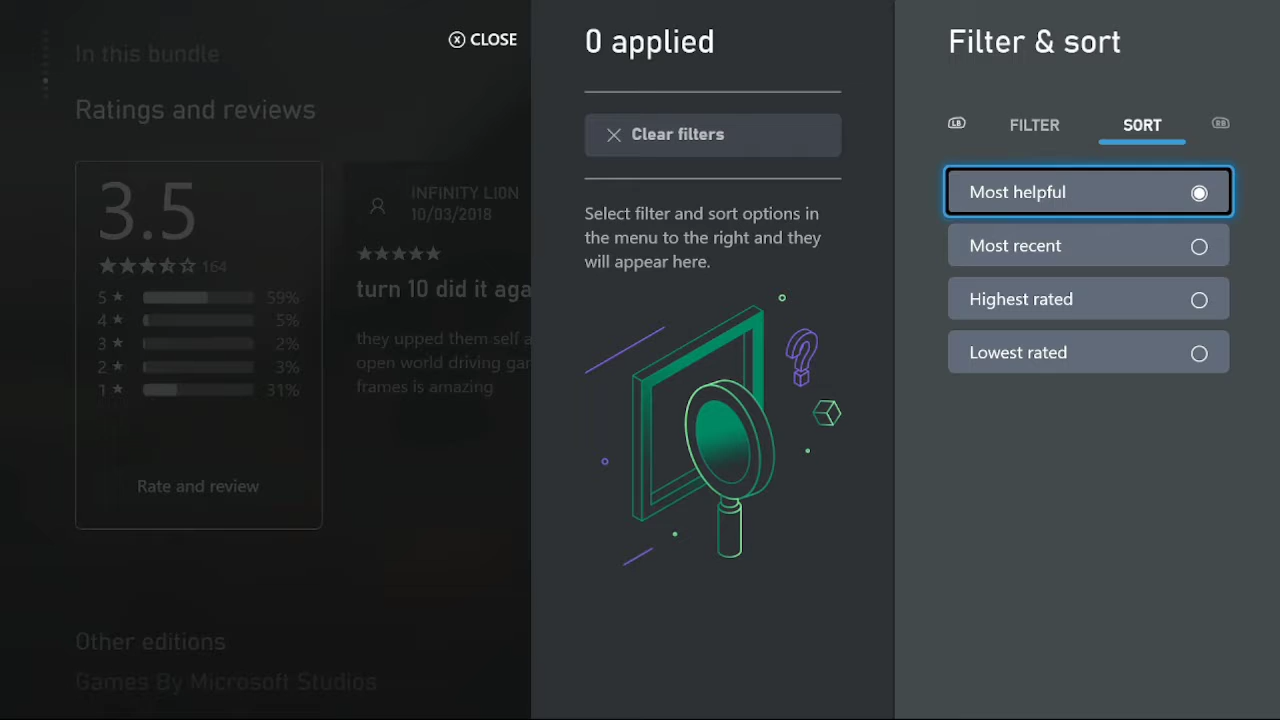 In this bundle
CLOSE
Ratings and reviews
3.5
164
5 59%
4 5%
3 2%
2 3%
1 31%
Rate and review
INFINITY LI0N
10/03/2018
turn 10 did it aga
they upped them self a
open world driving gam
frames is amazing
Other editions
Games By Microsoft Studios
0 applied
Clear filters
Select filter and sort options in
the menu to the right and they
will appear here.
Filter & sort
LB FILTER SORT RB
Most helpful
Most recent
Highest rated
Lowest rated